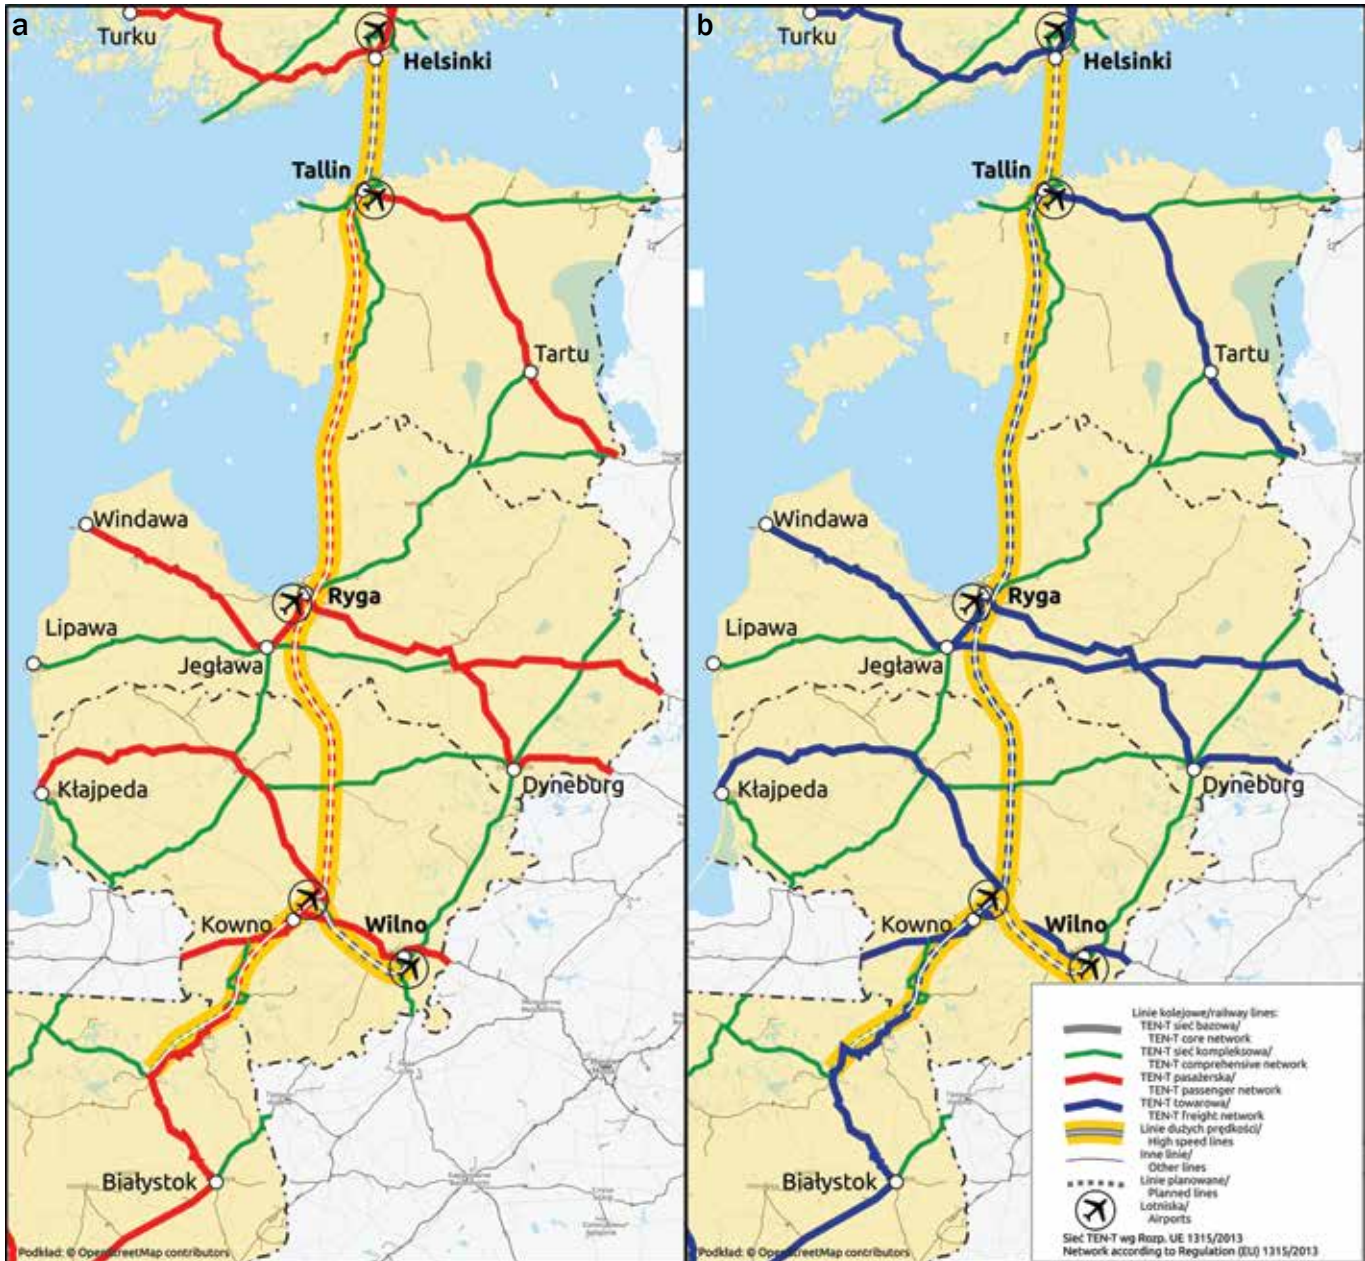 a
Turku
Helsinki
Tallin
Tartu
Windawa
Ryga
Lipawa
Jegława
Kłajpeda
Dyneburg
Kowno
Wilno
Białystok
Podkład: © OpenStreetMap contributors
b
Turku
Helsinki
Tallin
Tartu
Windawa
Ryga
Lipawa
Jegława
Kłajpeda
Dyneburg
Kowno
Wilno
Białystok
Podkład: © OpenStreetMap contributors
Linie kolejowe/railway lines:
TEN-T sieć bazowa/
TEN-T core network
TEN-T sieć kompleksowa/
TEN-T comprehensive network
TEN-T pasażerska/
TEN-T passenger network
TEN-T towarowa/
TEN-T freight network
Linie dużych prędkości/
High speed lines
Inne linie/
Other lines
Linie planowane/
Planned lines
Lotniska/
Airports
Sieć TEN-T wg Rozp. UE 1315/2013
Network according to Regulation (EU) 1315/2013